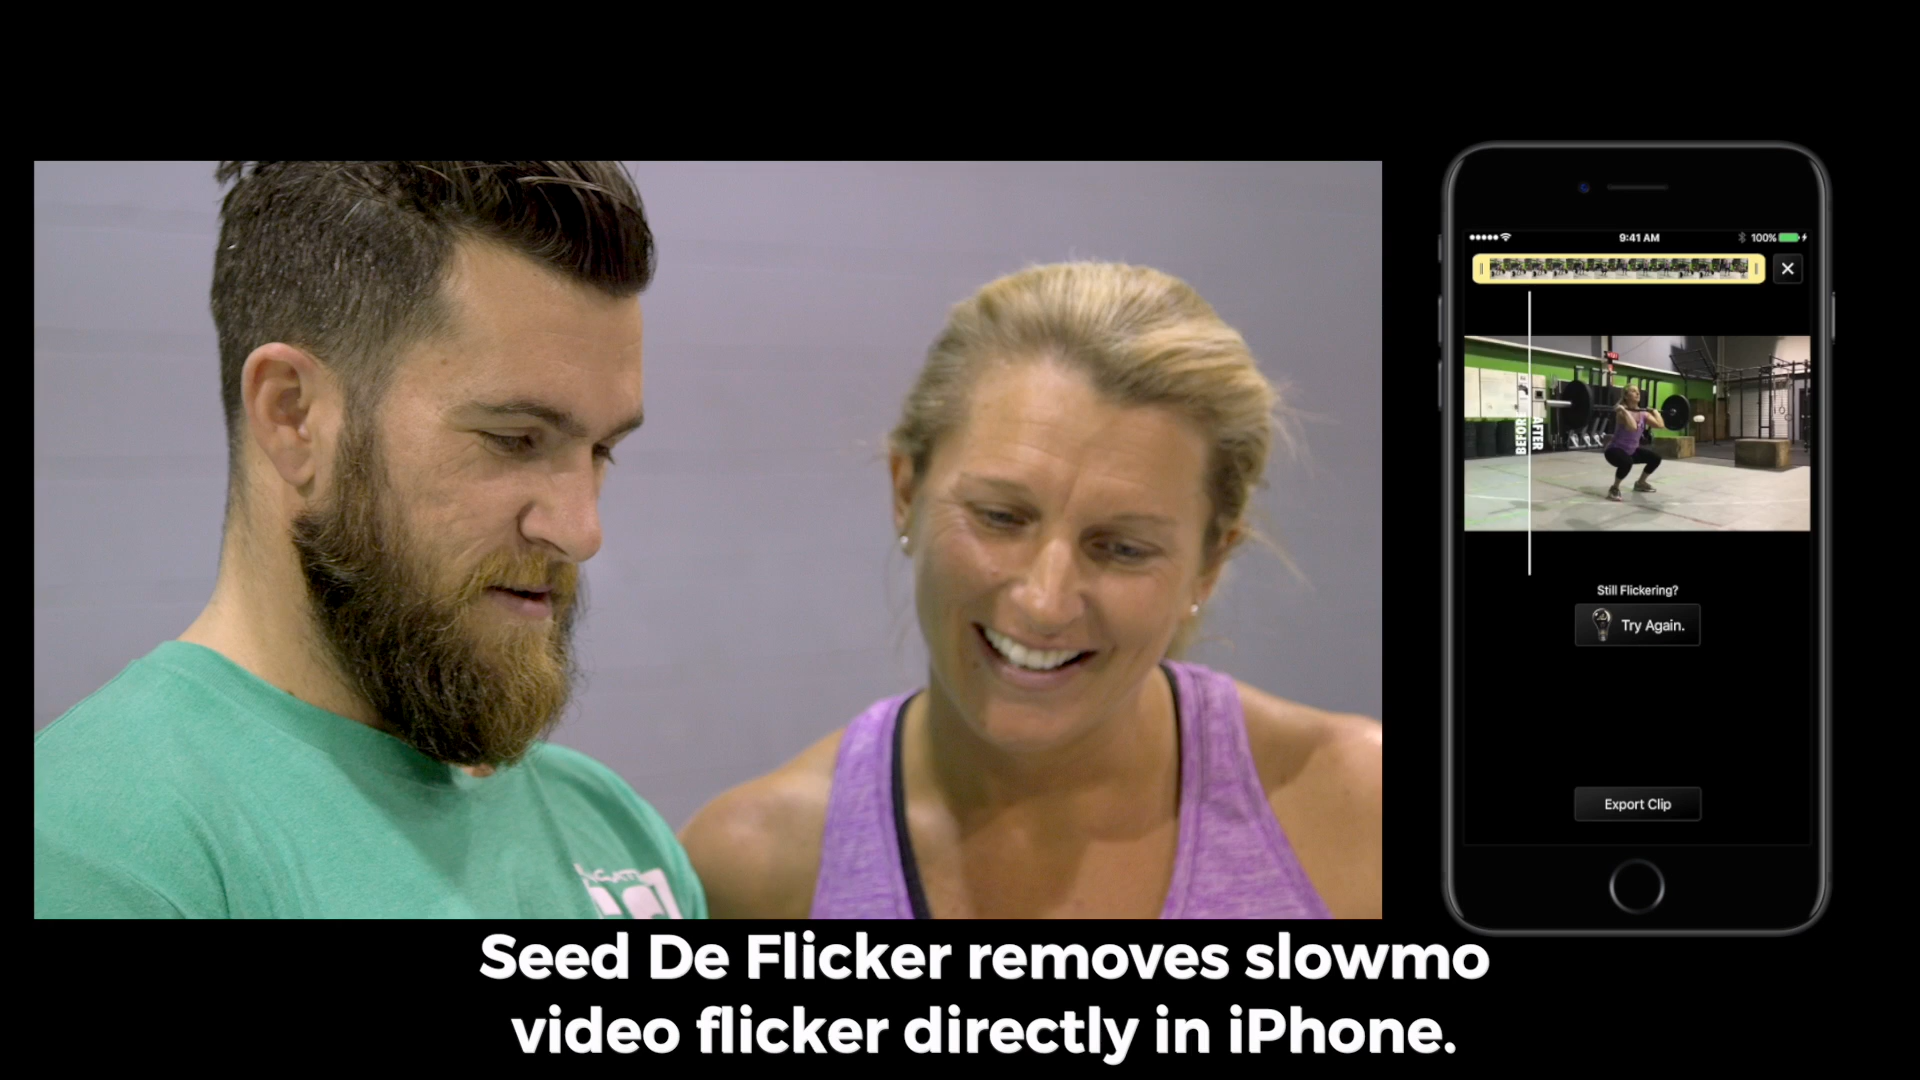 9:41 AM
100%
BEFORE
AFTER
Still Flickering?
Try Again.
Export Clip
Seed De Flicker removes slowmo
video flicker directly in iPhone.